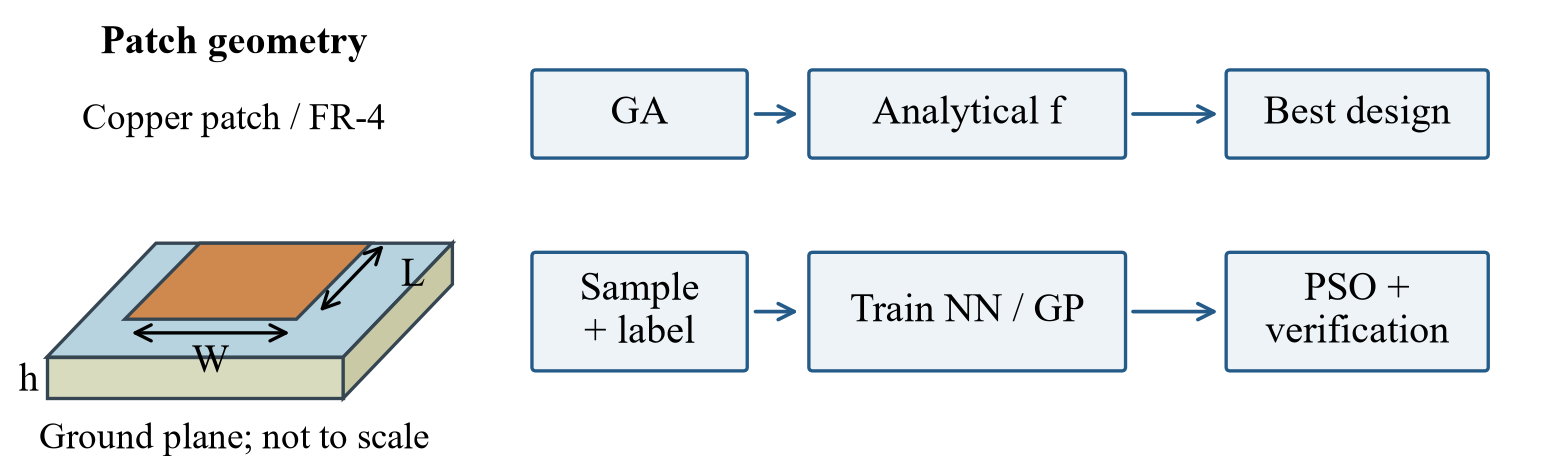 Patch geometry
Copper patch / FR-4
L
W
h
Ground plane; not to scale
GA
Analytical f
Best design
Sample
+ label
Train NN / GP
PSO +
verification